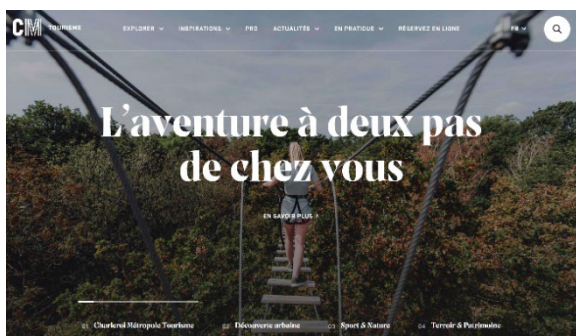 CM TOURISME
EXPLORER INSPIRATIONS PRO ACTUALITÉS EN PRATIQUE RÉSERVEZ EN LIGNE FR
L'aventure à deux pas
de chez vous
EN SAVOIR PLUS
01 Charleroi Métropole Tourisme 02 Découverte urbaine 03 Sport & Nature 04 Terroir & Patrimoine